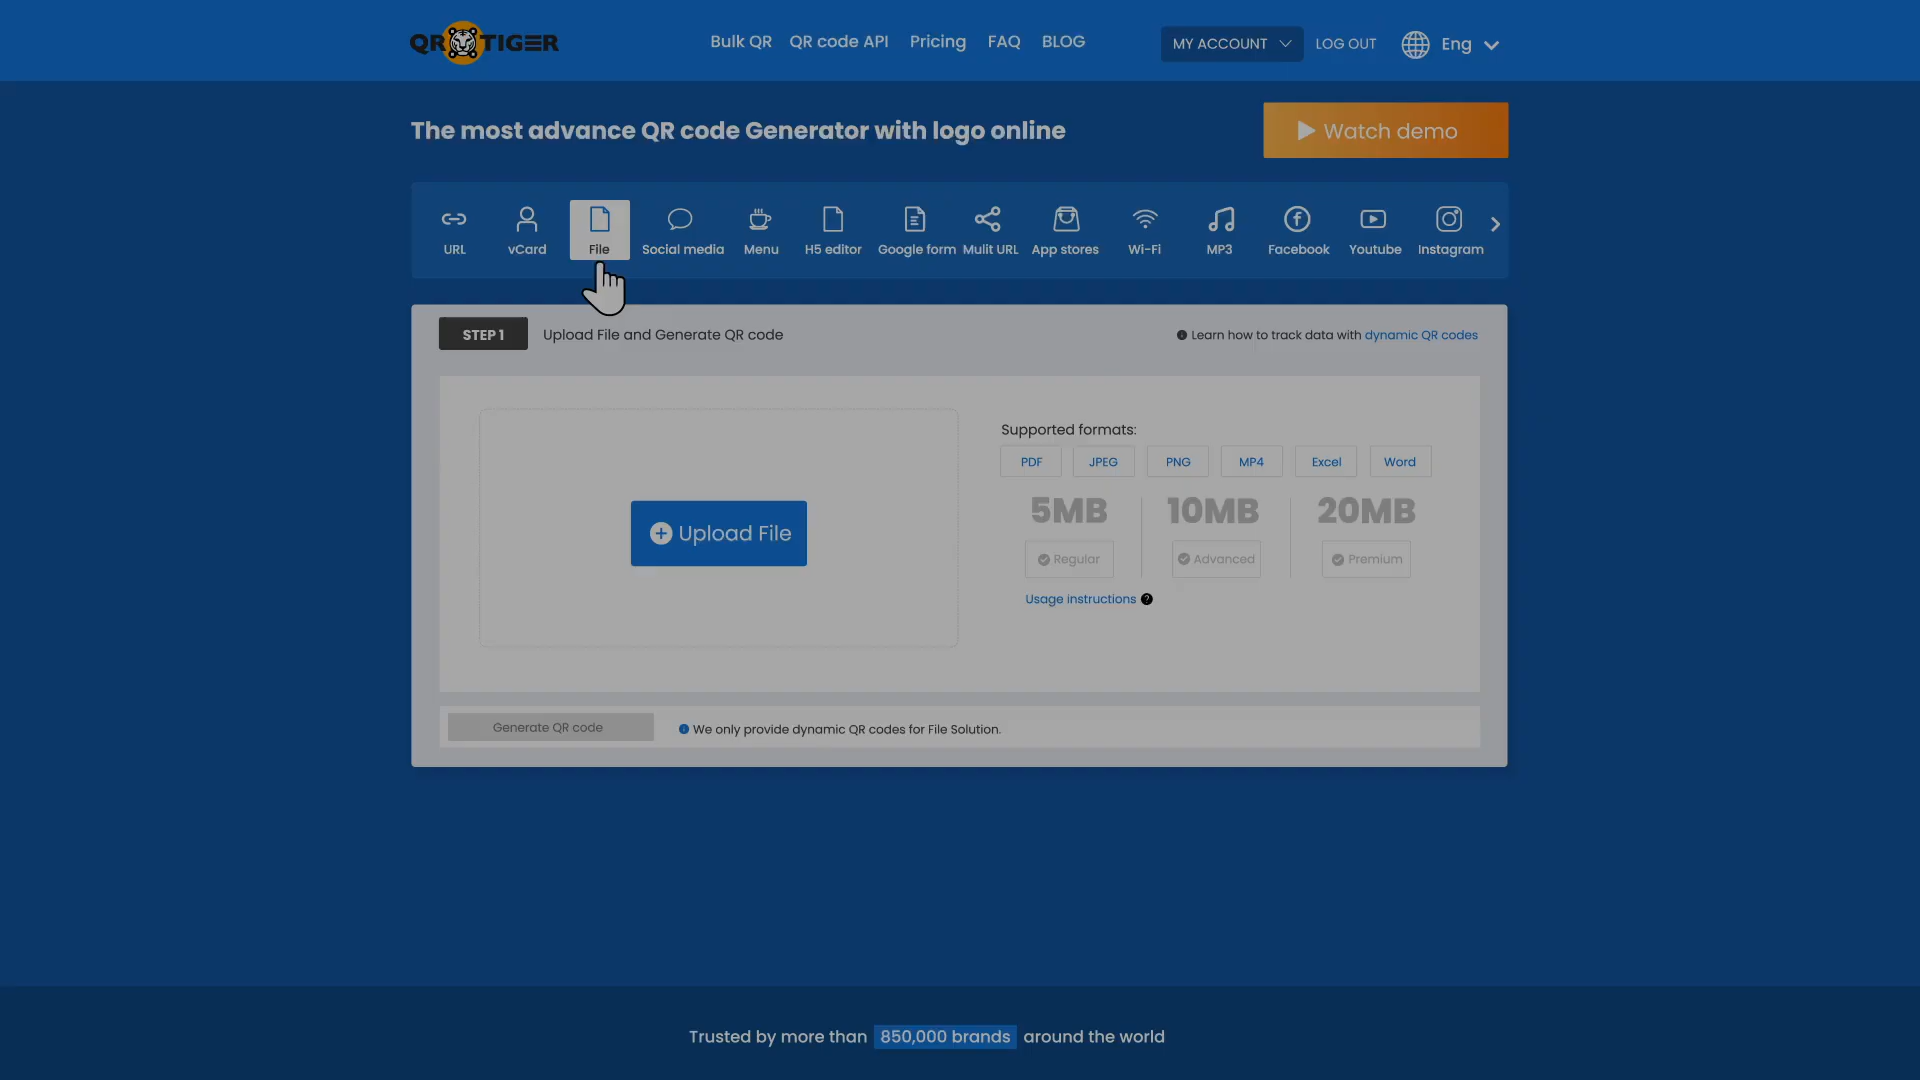 QR TIGER
Bulk QR QR code API Pricing FAQ BLOG
MY ACCOUNT LOG OUT Eng
The most advance QR code Generator with logo online
Watch demo
URL vCard File Social media Menu H5 editor Google form Mulit URL App stores Wi-Fi MP3 Facebook Youtube Instagram
STEP 1 Upload File and Generate QR code
Learn how to track data with dynamic QR codes
Upload File
Supported formats:
PDF JPEG PNG MP4 Excel Word
5MB 10MB 20MB
Regular Advanced Premium
Usage instructions
Generate QR code
We only provide dynamic QR codes for File Solution.
Trusted by more than 850,000 brands around the world